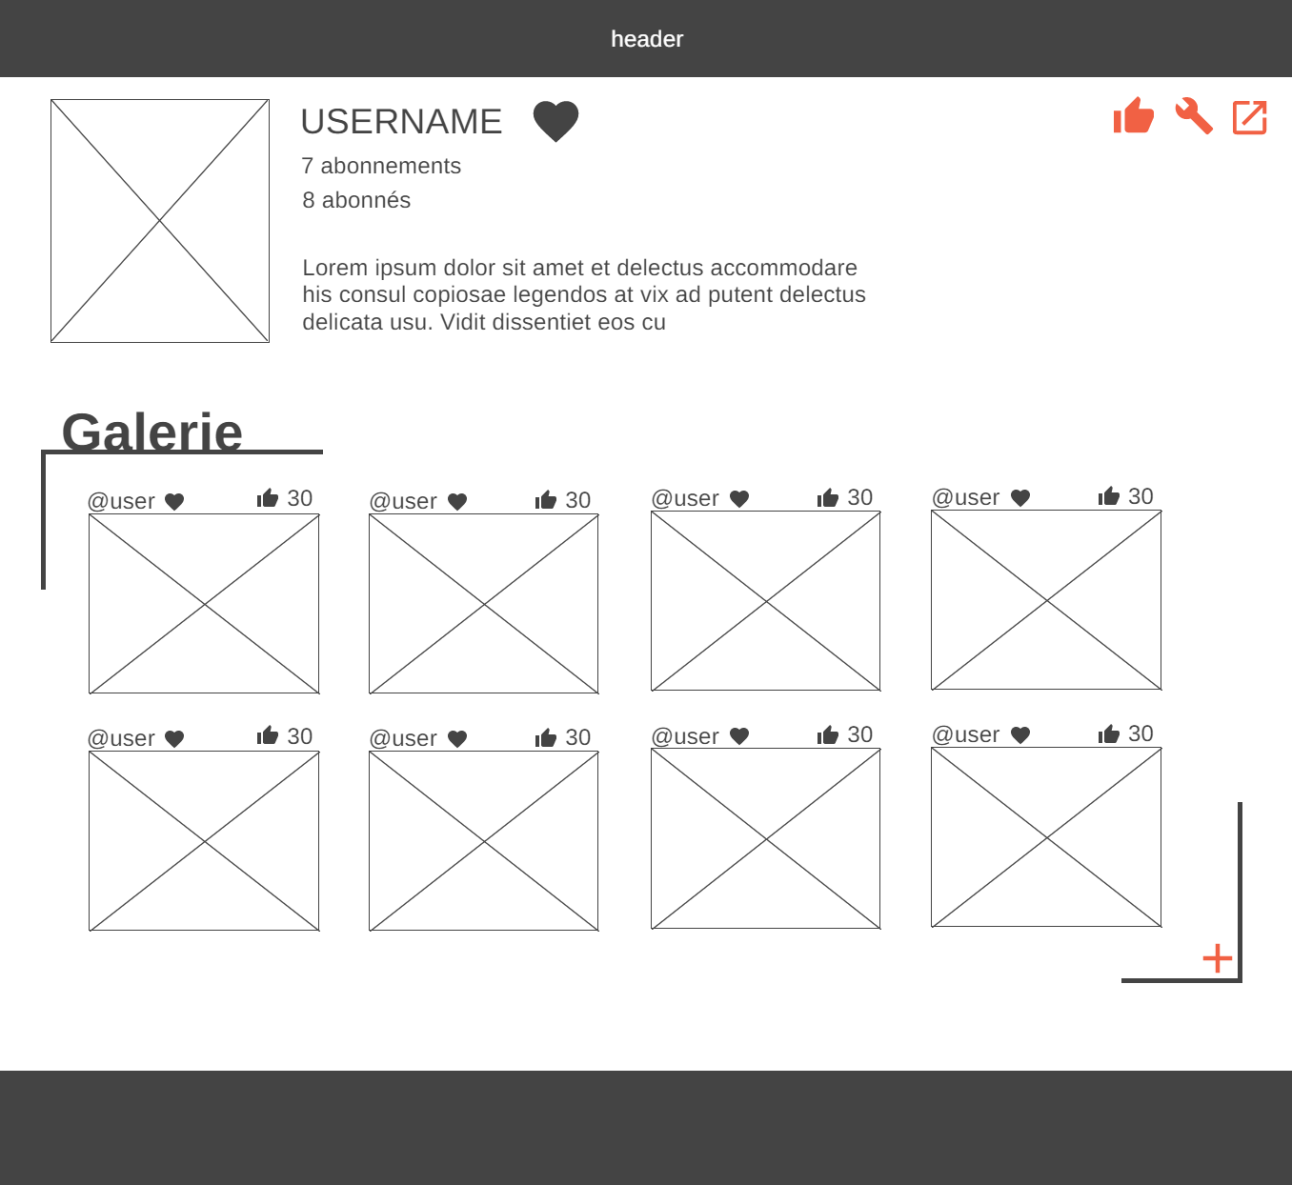 header
USERNAME
7 abonnements
8 abonnés
Lorem ipsum dolor sit amet et delectus accommodare
his consul copiosae legendos at vix ad putent delectus
delicata usu. Vidit dissentiet eos cu
Galerie
@user 30
@user 30
@user 30
@user 30
@user 30
@user 30
@user 30
@user 30